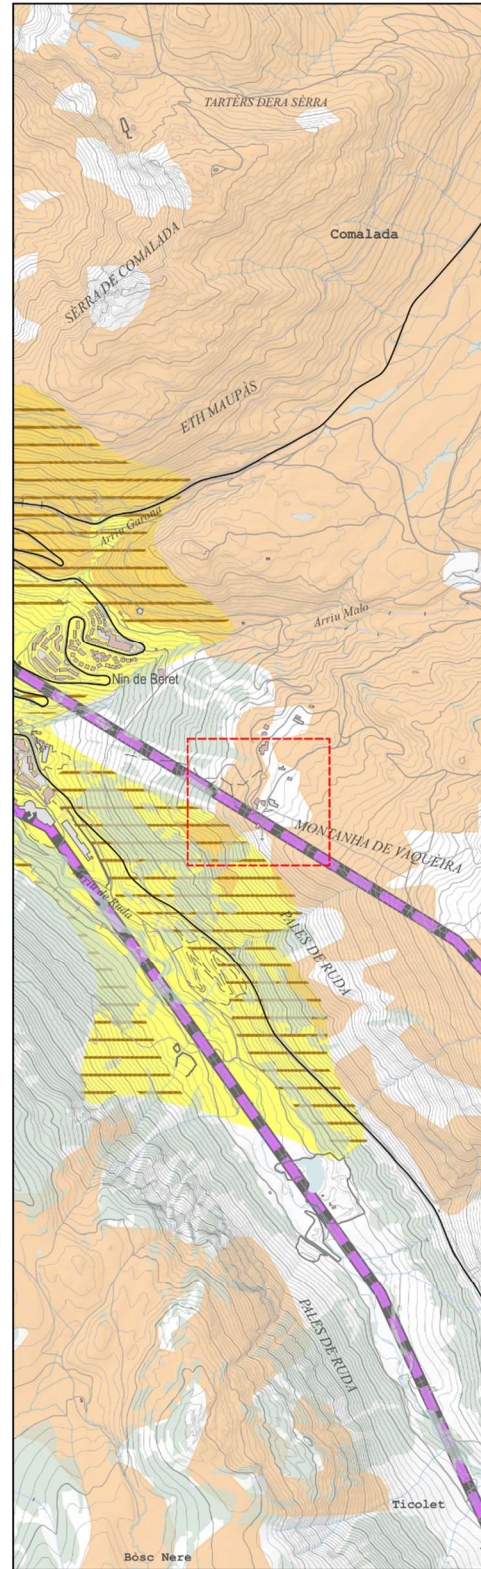 TARTÈRS DERA SÈRRA
Comalada
SÈRRA DE COMALADA
ETH MAUPÀS
Arriu Garona
Arriu Malo
Nin de Beret
MONTANHA DE VAQUÈIRA
Arriu de Ruda
PALES DE RUDA
PALES DE RUDA
Ticolet
Bòsc Nere